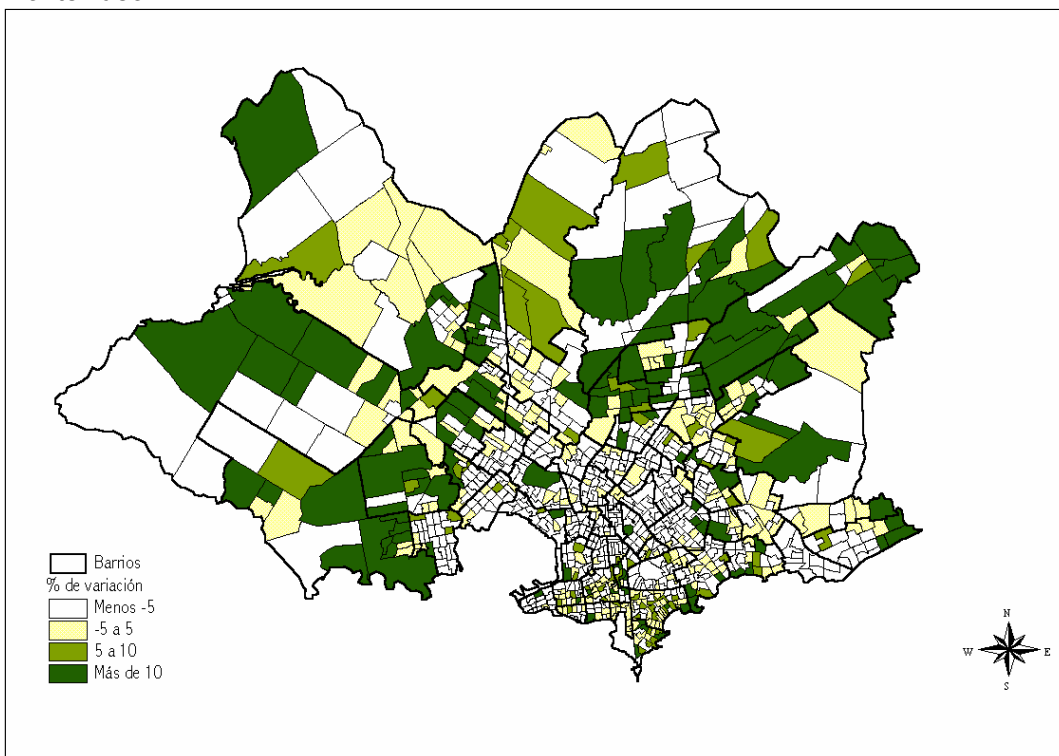 Barrios
% de variación
Menos -5
-5 a 5
5 a 10
Más de 10
N
W E
S